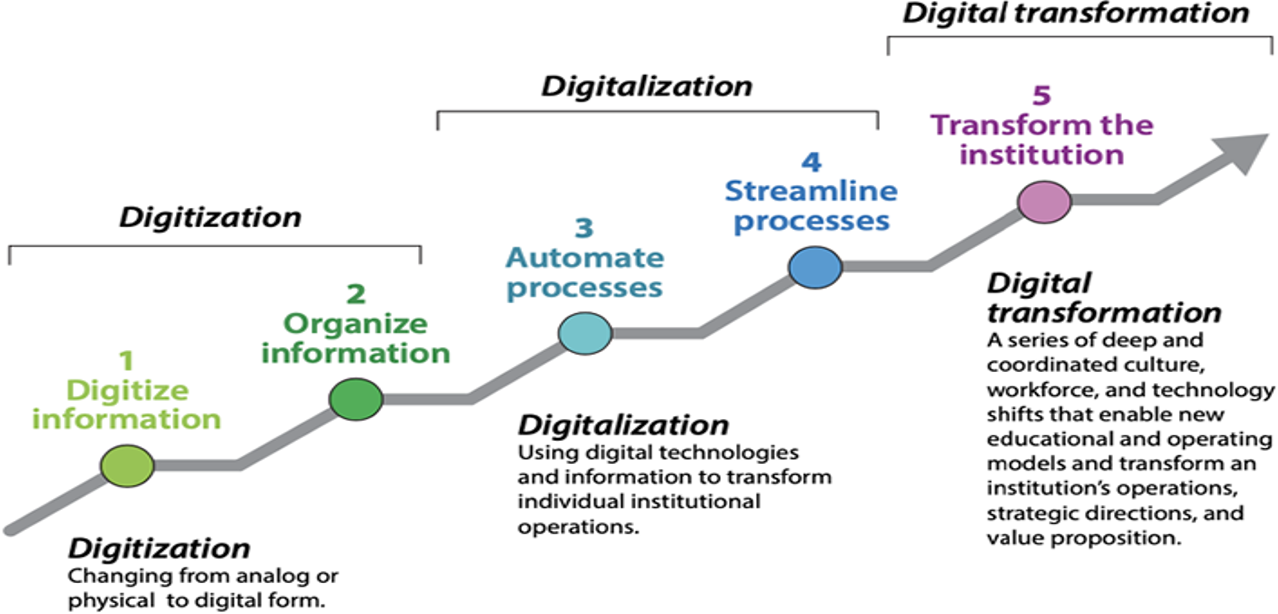 Digital transformation
Digitalization
5
Transform the
institution
4
Streamline
processes
Digitization
3
Automate
processes
2
Organize
information
1
Digitize
information
Digital
transformation
A series of deep and
coordinated culture,
workforce, and technology
shifts that enable new
educational and operating
models and transform an
institution's operations,
strategic directions, and
value proposition.
Digitalization
Using digital technologies
and information to transform
individual institutional
operations.
Digitization
Changing from analog or
physical to digital form.